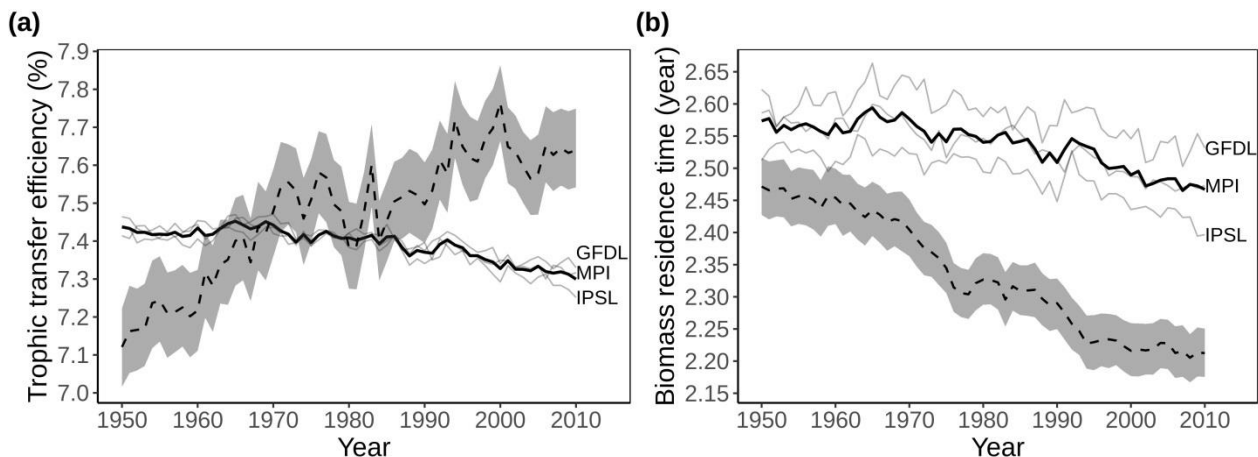 (a)
Trophic transfer efficiency (%)
7.9
7.8
7.7
7.6
7.5
7.4
7.3
7.2
7.1
7.0
GFDL
MPI
IPSL
1950 1960 1970 1980 1990 2000 2010
Year
(b)
Biomass residence time (year)
2.65
2.60
2.55
2.50
2.45
2.40
2.35
2.30
2.25
2.20
2.15
GFDL
MPI
IPSL
1950 1960 1970 1980 1990 2000 2010
Year